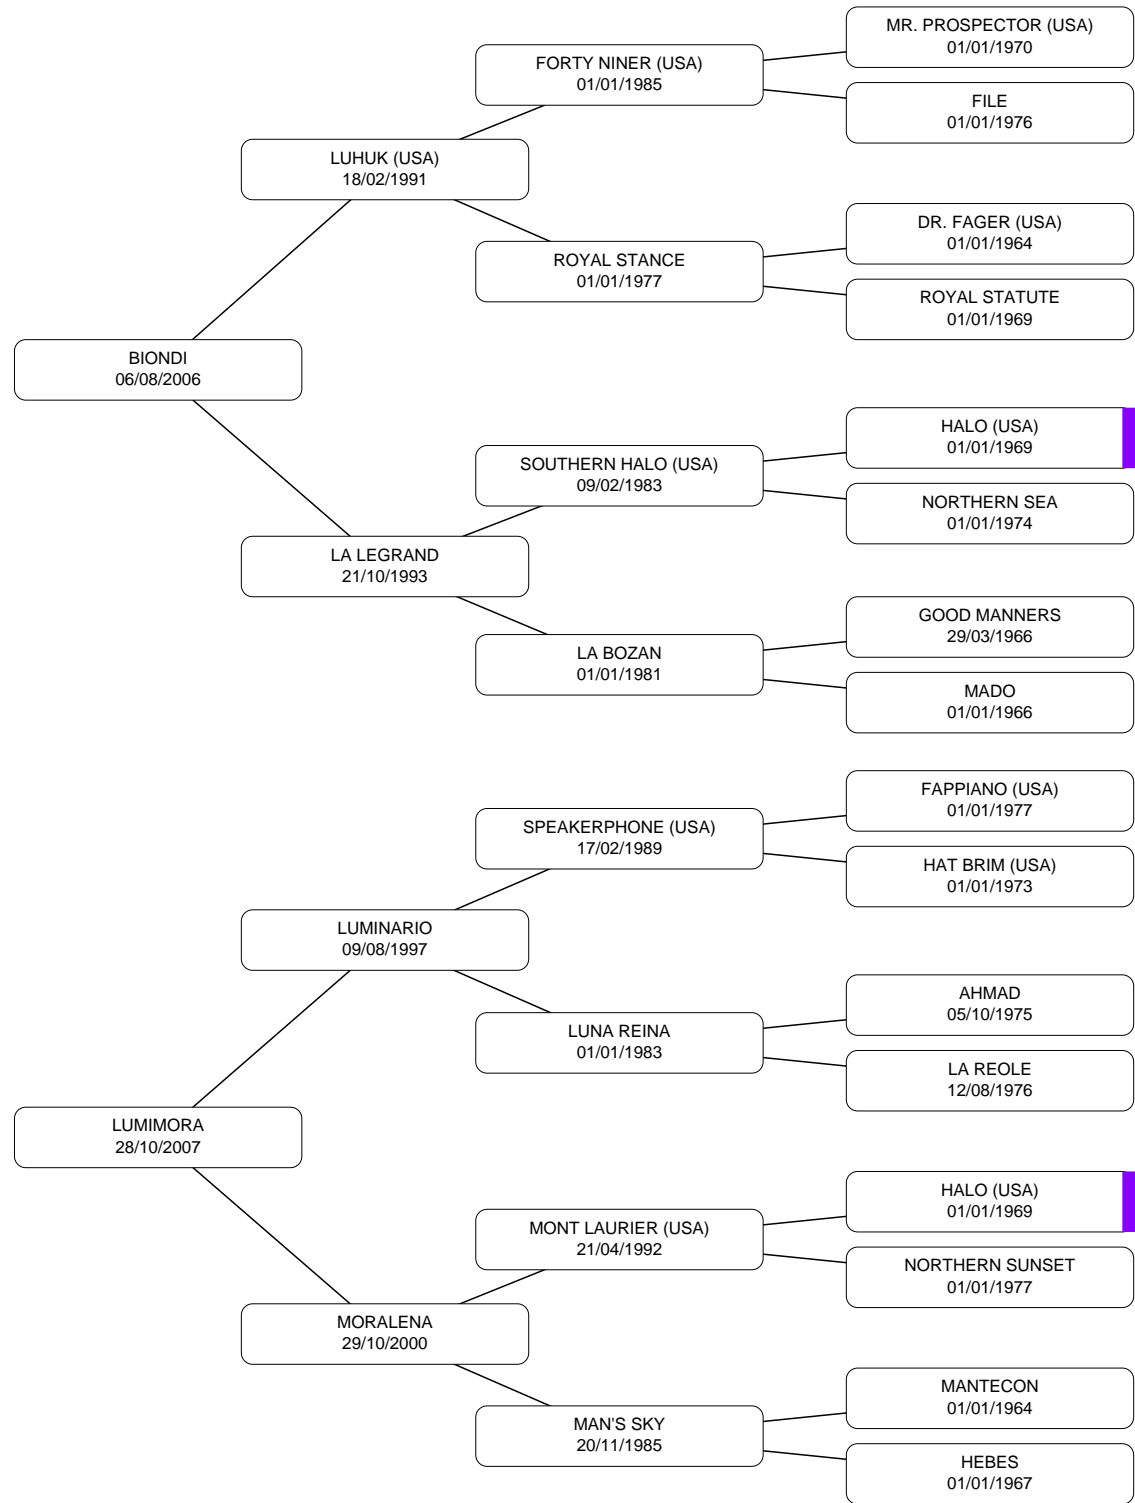 MR. PROSPECTOR (USA)
01/01/1970
FORTY NINER (USA)
01/01/1985
FILE
01/01/1976
LUHUK (USA)
18/02/1991
DR. FAGER (USA)
01/01/1964
ROYAL STANCE
01/01/1977
ROYAL STATUTE
01/01/1969
BIONDI
06/08/2006
HALO (USA)
01/01/1969
SOUTHERN HALO (USA)
09/02/1983
NORTHERN SEA
01/01/1974
LA LEGRAND
21/10/1993
GOOD MANNERS
29/03/1966
LA BOZAN
01/01/1981
MADO
01/01/1966
FAPPIANO (USA)
01/01/1977
SPEAKERPHONE (USA)
17/02/1989
HAT BRIM (USA)
01/01/1973
LUMINARIO
09/08/1997
AHMAD
05/10/1975
LUNA REINA
01/01/1983
LA REOLE
12/08/1976
LUMIMORA
28/10/2007
HALO (USA)
01/01/1969
MONT LAURIER (USA)
21/04/1992
NORTHERN SUNSET
01/01/1977
MORALENA
29/10/2000
MANTECON
01/01/1964
MAN'S SKY
20/11/1985
HEBES
01/01/1967